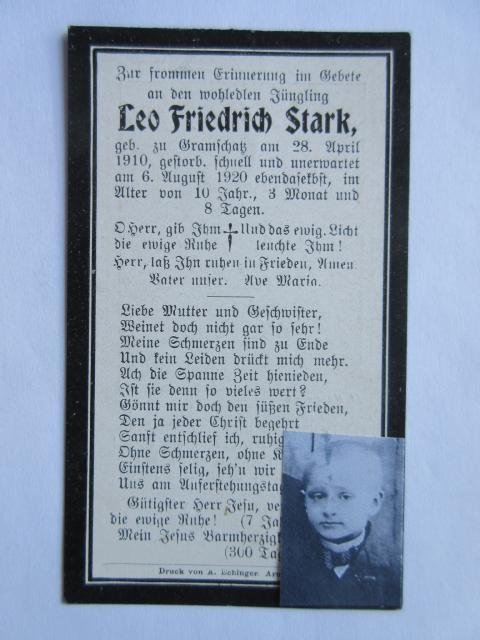 Zur frommen Erinnerung im Gebete
an den wohledlen Jüngling
Leo Friedrich Stark,
geb. zu Gramschatz am 28. April
1910, gestorb. schnell und unerwartet
am 6. August 1920 ebendaselbst, im
Alter von 10 Jahr., 3 Monat und
8 Tagen.
O Herr, gib Ihm † Und das ewig. Licht
die ewige Ruhe † leuchte Ihm!
Herr, laß Ihn ruhen in Frieden, Amen
Vater unser. Ave Maria.
Liebe Mutter und Geschwister,
Weinet doch nicht gar so sehr!
Meine Schmerzen sind zu Ende
Und kein Leiden drückt mich mehr.
Ach die Spanne Zeit hienieden,
Ist sie denn so vieles wert?
Gönnt mir doch den süßen Frieden,
Den ja jeder Christ begehrt
Sanft entschlief ich, ruhig
Ohne Schmerzen, ohne
Einstens selig, seh'n wir
Uns am Auferstehungstag
Gütigster Herr Jesu,
die ewige Ruhe! (7 Ja
Mein Jesus Barmherzigk
(300 Ta
Druck von A. Echinger, Arn